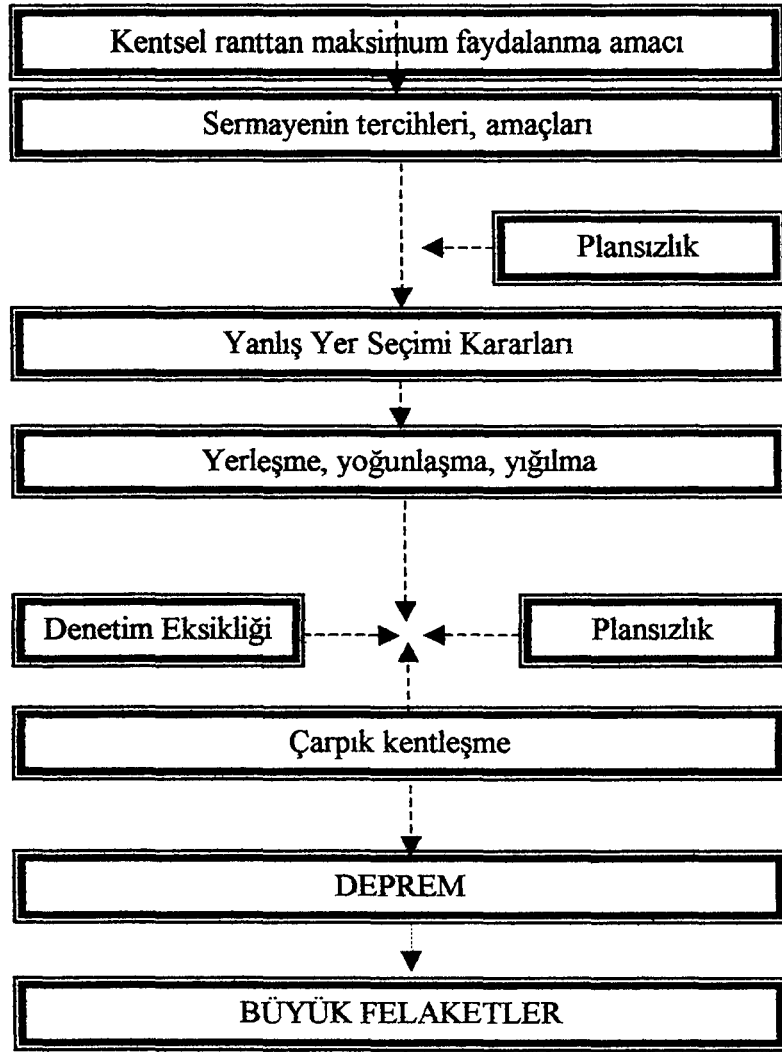 Kentsel ranttan maksimum faydalanma amacı
Sermayenin tercihleri, amaçları
Plansızlık
Yanlış Yer Seçimi Kararları
Yerleşme, yoğunlaşma, yığılma
Denetim Eksikliği
Plansızlık
Çarpık kentleşme
DEPREM
BÜYÜK FELAKETLER